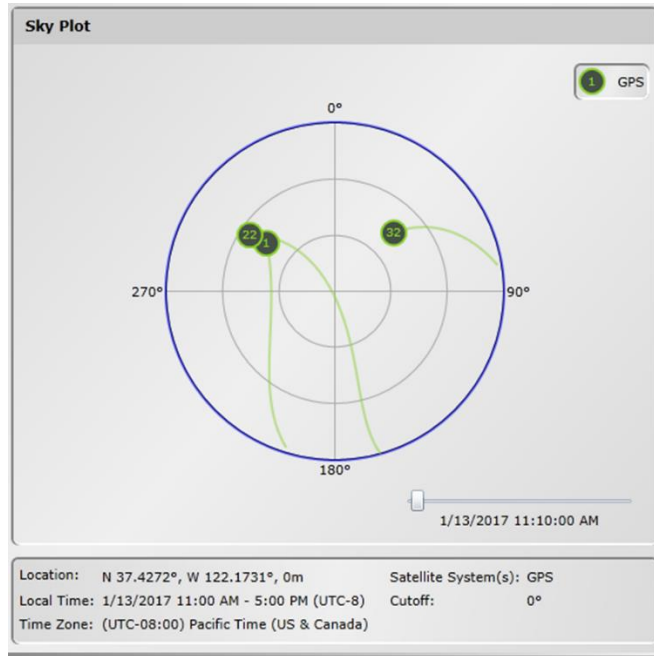 Sky Plot
1 GPS
0°
22 1 32
270° 90°
180°
1/13/2017 11:10:00 AM
Location: N 37.4272°, W 122.1731°, 0m Satellite System(s): GPS
Local Time: 1/13/2017 11:00 AM - 5:00 PM (UTC-8) Cutoff: 0°
Time Zone: (UTC-08:00) Pacific Time (US & Canada)